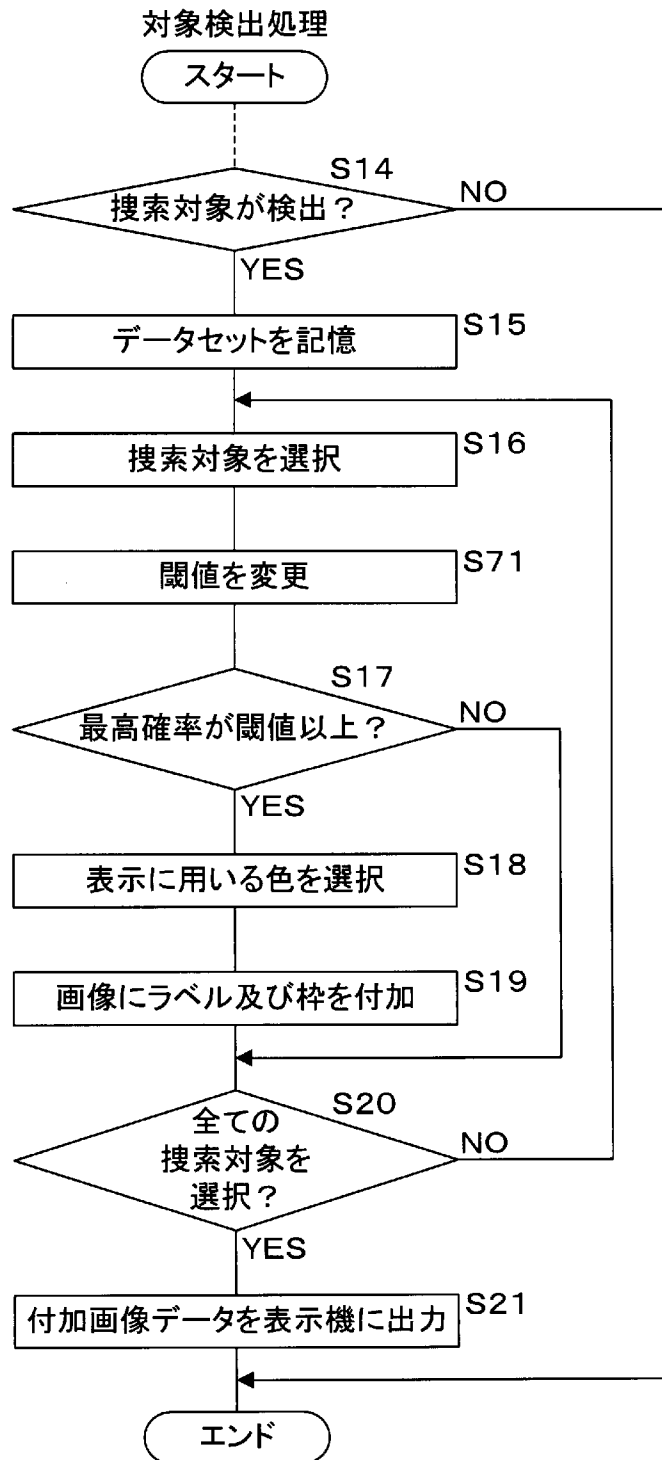 対象検出処理
スタート
S14
捜索対象が検出？
NO
YES
データセットを記憶
S15
捜索対象を選択
S16
閾値を変更
S71
S17
最高確率が閾値以上？
NO
YES
表示に用いる色を選択
S18
画像にラベル及び枠を付加
S19
S20
全ての
捜索対象を
選択？
NO
YES
付加画像データを表示機に出力
S21
エンド